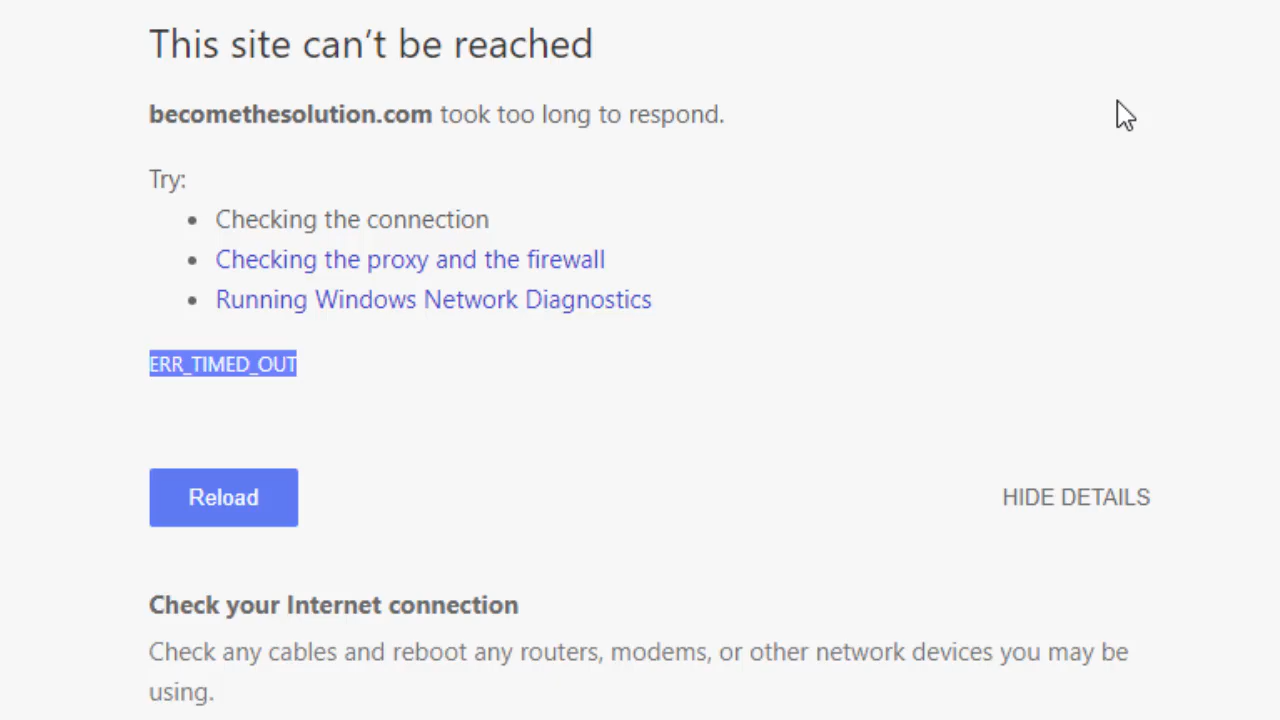 This site can’t be reached
becomethesolution.com took too long to respond.
Try:
• Checking the connection
• Checking the proxy and the firewall
• Running Windows Network Diagnostics
ERR_TIMED_OUT
Reload
HIDE DETAILS
Check your Internet connection
Check any cables and reboot any routers, modems, or other network devices you may be
using.